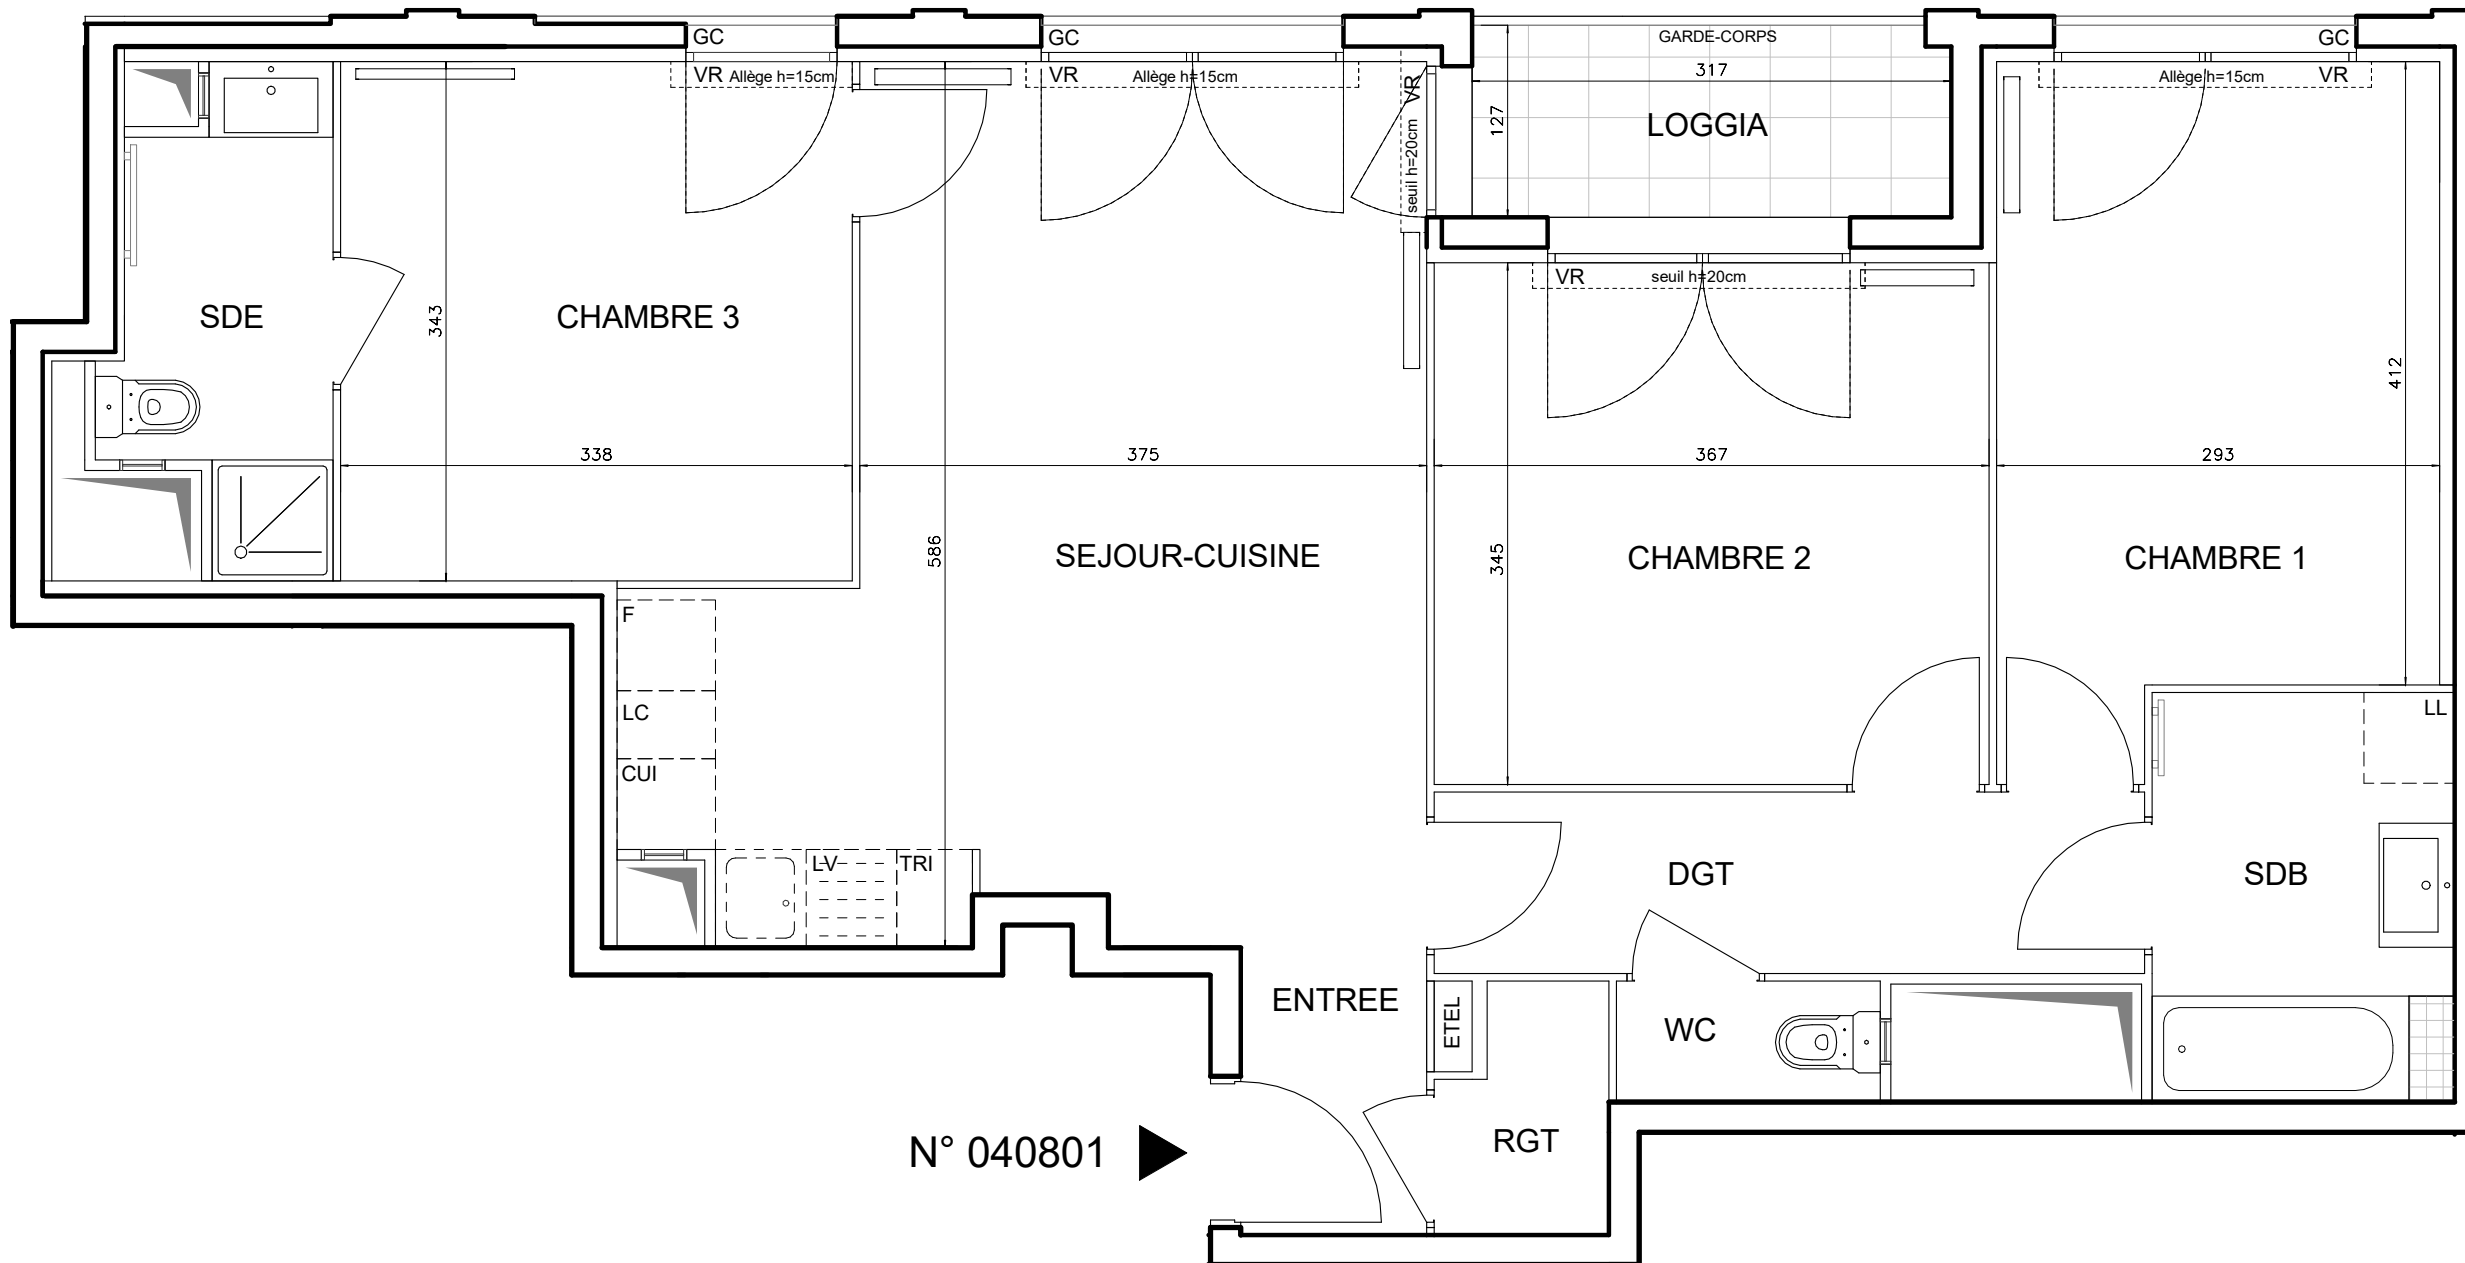 GC
GC
GARDE-CORPS
GC
VR Allège h=15cm
VR Allège h=15cm
VR
317
Allège h=15cm VR
127
LOGGIA
seuil h=20cm
VR seuil h=20cm
SDE
CHAMBRE 3
343
412
338
375
367
293
586
SEJOUR-CUISINE
345
CHAMBRE 2
CHAMBRE 1
F
LC
LL
CUI
LV
TRI
DGT
SDB
ENTREE
ETEL
WC
N° 040801
RGT